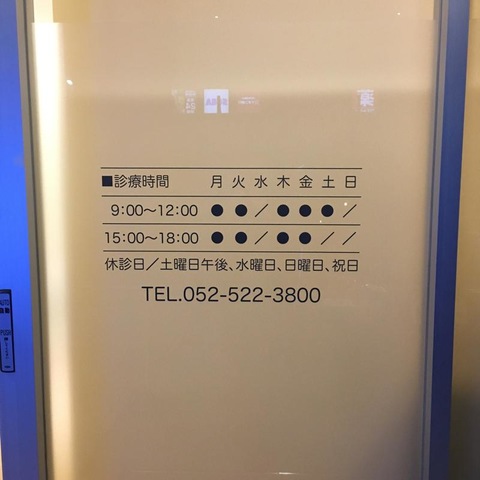 ■診療時間 月 火 水 木 金 土 日
9:00～12:00 ● ● ／ ● ● ● ／
15:00～18:00 ● ● ／ ● ● ／ ／
休診日／土曜日午後、水曜日、日曜日、祝日
TEL.052-522-3800
AUTO
PUSH